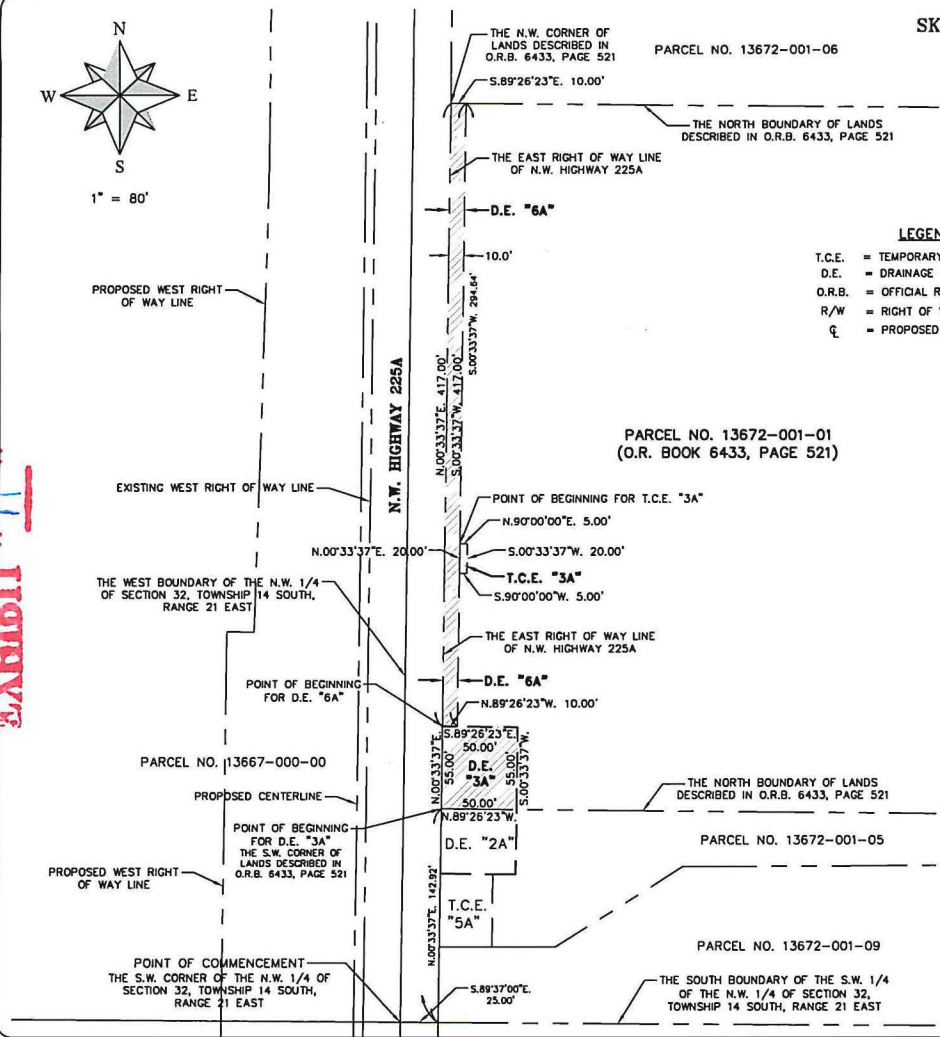 N
W
E
S
1" = 80'
SK
THE N.W. CORNER OF
LANDS DESCRIBED IN
O.R.B. 6433, PAGE 521
PARCEL NO. 13672-001-06
S.89°26'23"E. 10.00'
THE NORTH BOUNDARY OF LANDS
DESCRIBED IN O.R.B. 6433, PAGE 521
THE EAST RIGHT OF WAY LINE
OF N.W. HIGHWAY 225A
D.E. "6A"
10.0'
LEGEN
T.C.E. = TEMPORARY
D.E. = DRAINAGE
O.R.B. = OFFICIAL R
R/W = RIGHT OF
℄ = PROPOSED
PROPOSED WEST RIGHT
OF WAY LINE
N.W. HIGHWAY 225A
N.00°33'37"E. 417.00'
S.00°33'37"W. 417.00'
S.00°33'37"W. 294.64'
PARCEL NO. 13672-001-01
(O.R. BOOK 6433, PAGE 521)
EXISTING WEST RIGHT OF WAY LINE
POINT OF BEGINNING FOR T.C.E. "3A"
N.90°00'00"E. 5.00'
N.00°33'37"E. 20.00'
S.00°33'37"W. 20.00'
T.C.E. "3A"
S.90°00'00"W. 5.00'
THE WEST BOUNDARY OF THE N.W. 1/4
OF SECTION 32, TOWNSHIP 14 SOUTH,
RANGE 21 EAST
THE EAST RIGHT OF WAY LINE
OF N.W. HIGHWAY 225A
EXHIBIT
POINT OF BEGINNING
FOR D.E. "6A"
D.E. "6A"
N.89°26'23"W. 10.00'
S.89°26'23"E.
50.00'
N.00°33'37"E.
55.00'
D.E.
"3A"
55.00'
S.00°33'37"W.
50.00'
N.89°26'23"W.
PARCEL NO. 13667-000-00
PROPOSED CENTERLINE
THE NORTH BOUNDARY OF LANDS
DESCRIBED IN O.R.B. 6433, PAGE 521
POINT OF BEGINNING
FOR D.E. "3A"
THE S.W. CORNER OF
LANDS DESCRIBED IN
O.R.B. 6433, PAGE 521
D.E. "2A"
PARCEL NO. 13672-001-05
PROPOSED WEST RIGHT
OF WAY LINE
N.00°33'37"E. 142.92'
T.C.E.
"5A"
PARCEL NO. 13672-001-09
POINT OF COMMENCEMENT
THE S.W. CORNER OF THE N.W. 1/4 OF
SECTION 32, TOWNSHIP 14 SOUTH,
RANGE 21 EAST
S.89°37'00"E.
25.00'
THE SOUTH BOUNDARY OF THE S.W. 1/4
OF THE N.W. 1/4 OF SECTION 32,
TOWNSHIP 14 SOUTH, RANGE 21 EAST